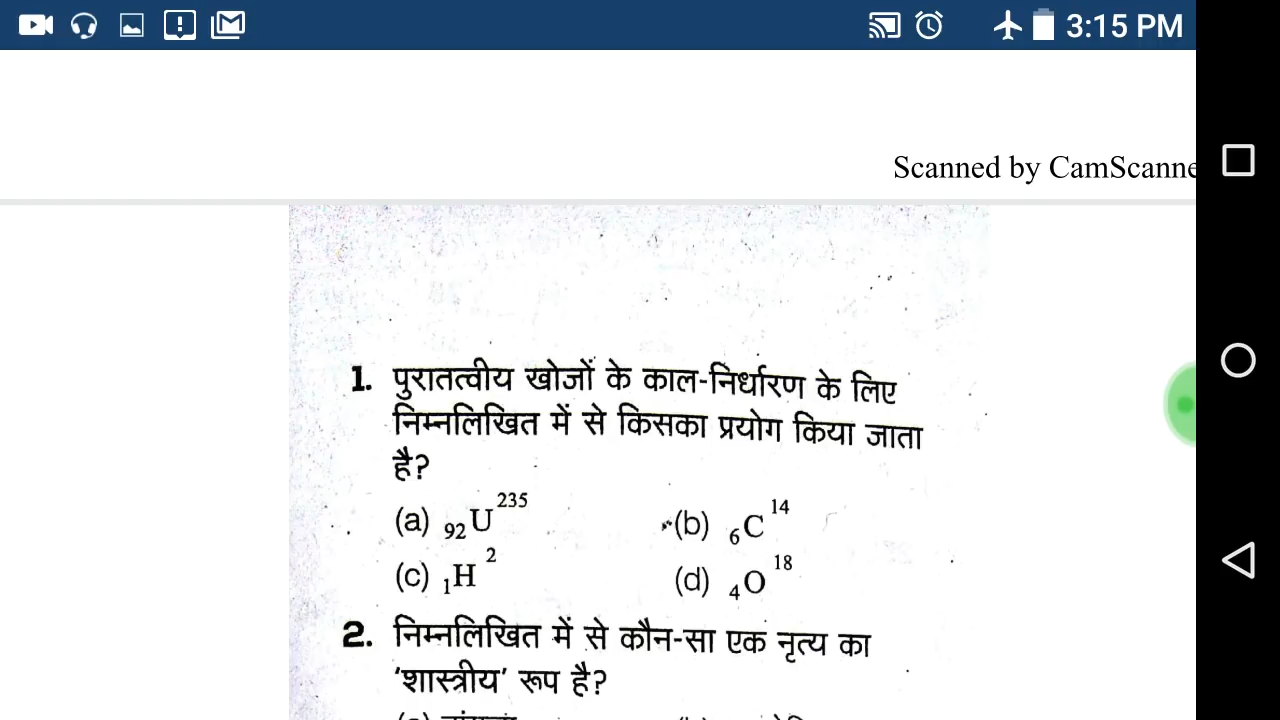 3:15 PM
Scanned by CamScanne
1. पुरातत्वीय खोजों के काल-निर्धारण के लिए
निम्नलिखित में से किसका प्रयोग किया जाता
है?
(a) ₉₂U²³⁵ (b) ₆C¹⁴
(c) ₁H² (d) ₄O¹⁸
2. निम्नलिखित में से कौन-सा एक नृत्य का
'शास्त्रीय' रूप है?